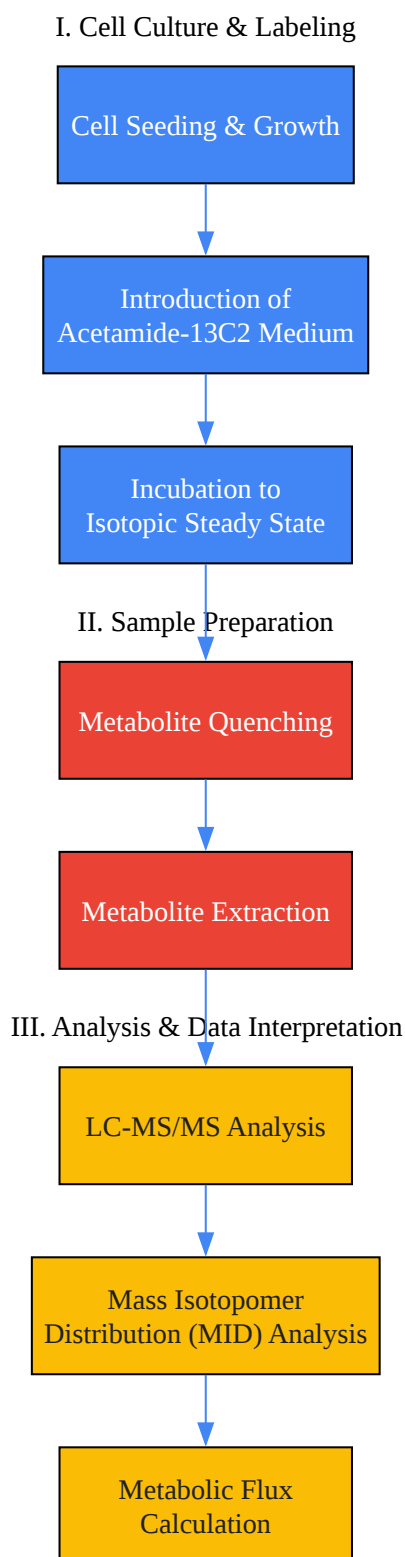 I. Cell Culture & Labeling
Cell Seeding & Growth
Introduction of
Acetamide-13C2 Medium
Incubation to
Isotopic Steady State
II. Sample Preparation
Metabolite Quenching
Metabolite Extraction
III. Analysis & Data Interpretation
LC-MS/MS Analysis
Mass Isotopomer
Distribution (MID) Analysis
Metabolic Flux
Calculation